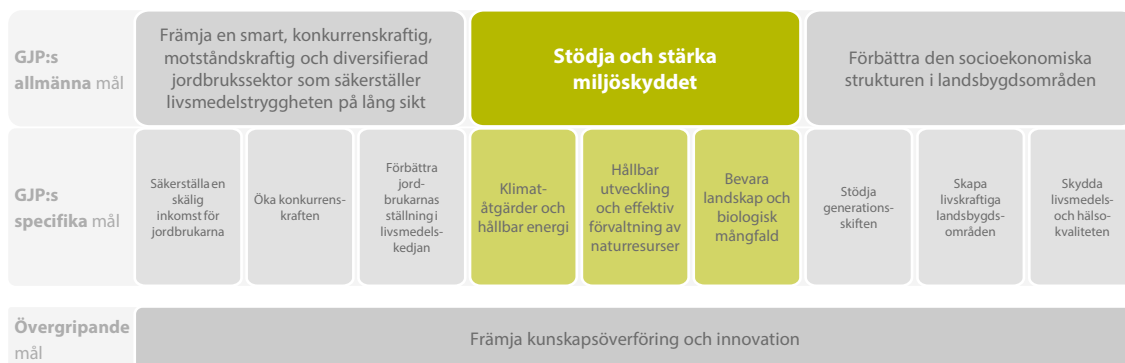 GJP:s
allmänna mål
Främja en smart, konkurrenskraftig,
motståndskraftig och diversifierad
jordbrukssektor som säkerställer
livsmedelstryggheten på lång sikt
Stödja och stärka
miljöskyddet
Förbättra den socioekonomiska
strukturen i landsbygdsområden
GJP:s
specifika mål
Säkerställa en
skälig
inkomst för
jordbrukarna
Öka konkurrens-
kraften
Förbättra
jord-
brukarnas
ställning i
livsmedels-
kedjan
Klimat-
åtgärder och
hållbar energi
Hållbar
utveckling
och effektiv
förvaltning av
naturresurser
Bevara
landskap och
biologisk
mångfald
Stödja
generations-
skiften
Skapa
livskraftiga
landsbygds-
områden
Skydda
livsmedels-
och hälso-
kvaliteten
Övergripande
mål
Främja kunskapsöverföring och innovation